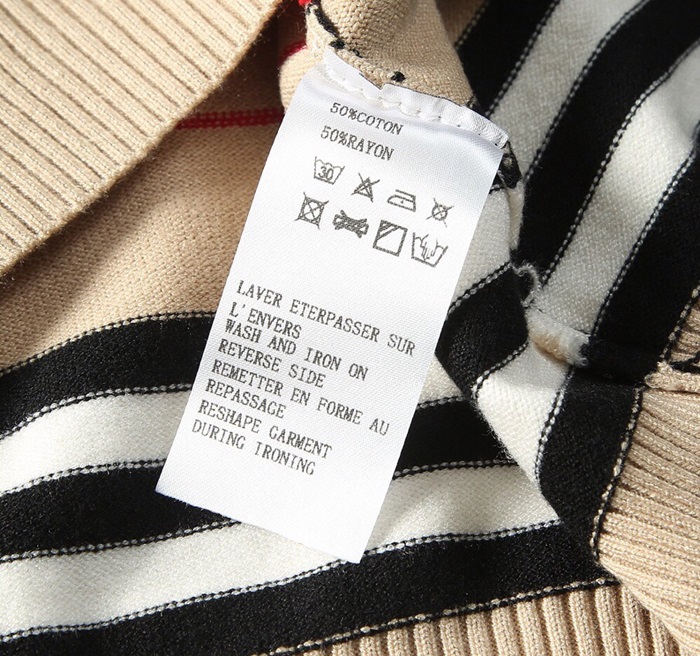 50%COTON
50%RAYON
30
LAVER ETERPASSER SUR
L'ENVERS
WASH AND IRON ON
REVERSE SIDE
REMETTER EN FORME AU
REPASSAGE
RESHAPE GARMENT
DURING IRONING